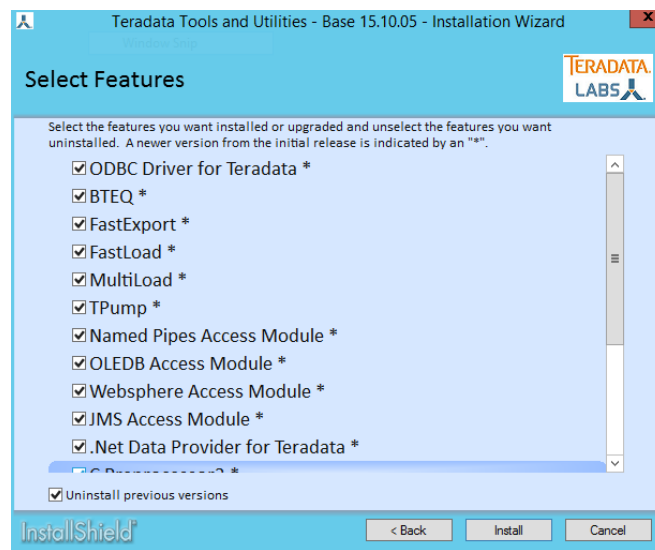 Teradata Tools and Utilities - Base 15.10.05 - Installation Wizard
x
Window Snip
Select Features
TERADATA.
LABS
Select the features you want installed or upgraded and unselect the features you want
uninstalled. A newer version from the initial release is indicated by an "*".
ODBC Driver for Teradata *
BTEQ *
FastExport *
FastLoad *
MultiLoad *
TPump *
Named Pipes Access Module *
OLEDB Access Module *
Websphere Access Module *
JMS Access Module *
.Net Data Provider for Teradata *
C Preprocessor2 *
Uninstall previous versions
InstallShield
< Back
Install
Cancel